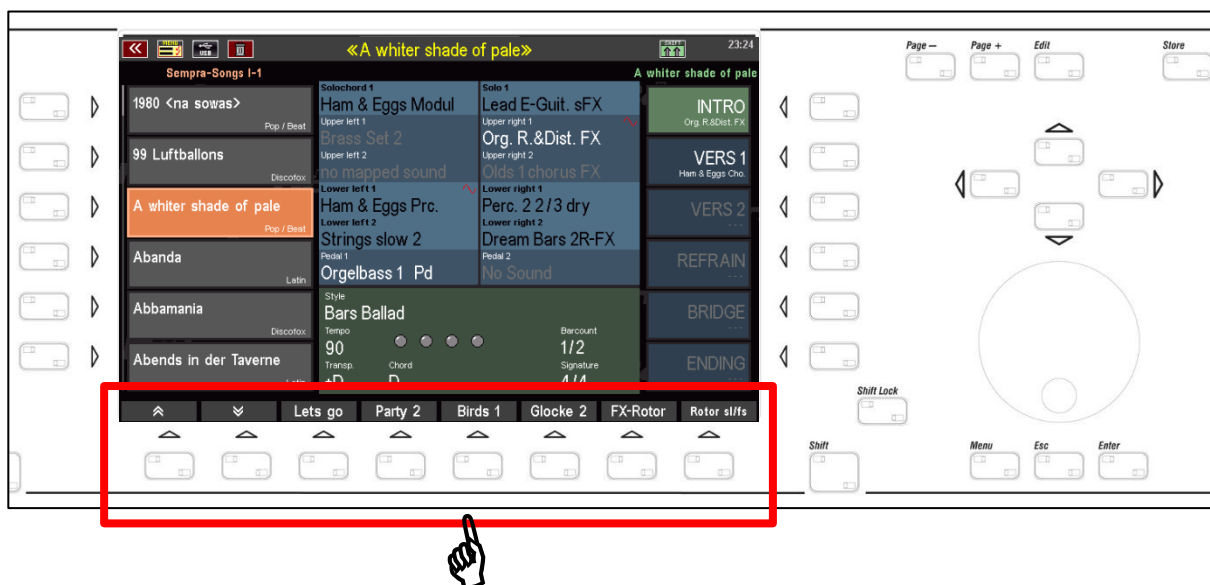 MENU
USB
«A whiter shade of pale»
SHIFT
23:24
Sempra-Songs I-1
A whiter shade of pale
1980 <na sowas>
Pop / Beat
99 Luftballons
Discofox
A whiter shade of pale
Pop / Beat
Abanda
Latin
Abbamania
Discofox
Abends in der Taverne
Latin
Solochord 1
Ham & Eggs Modul
Solo 1
Lead E-Guit. sFX
Upper left 1
Brass Set 2
Upper right 1
Org. R.&Dist. FX
Upper left 2
no mapped sound
Upper right 2
Olds 1chorus FX
Lower left 1
Ham & Eggs Prc.
Lower right 1
Perc. 2 2/3 dry
Lower left 2
Strings slow 2
Lower right 2
Dream Bars 2R-FX
Pedal 1
Orgelbass 1 Pd
Pedal 2
No Sound
Style
Bars Ballad
Tempo
90
Barcount
1/2
Transp.
Chord
Signature
+D
D
4/4
INTRO
Org. R.&Dist. FX
VERS 1
Ham & Eggs Cho.
VERS 2
---
REFRAIN
---
BRIDGE
---
ENDING
Lets go
Party 2
Birds 1
Glocke 2
FX-Rotor
Rotor sl/fs
Page –
Page +
Edit
Store
Shift Lock
Shift
Menu
Esc
Enter